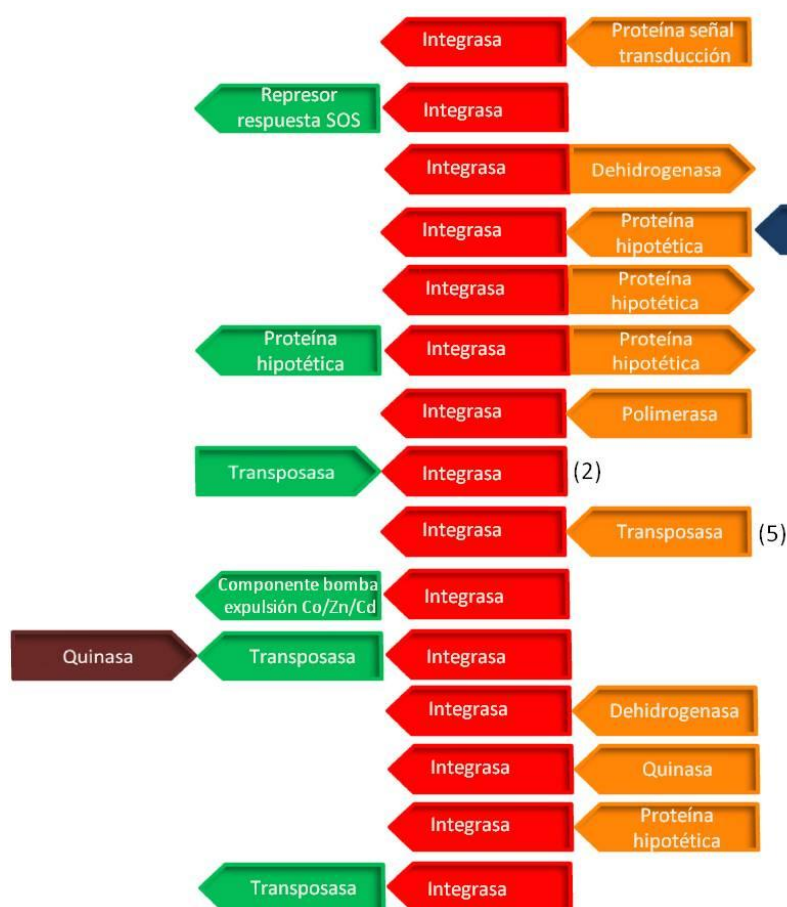 Integrasa
Proteína señal
transducción
Represor
respuesta SOS
Integrasa
Integrasa
Dehidrogenasa
Integrasa
Proteína
hipotética
Integrasa
Proteína
hipotética
Proteína
hipotética
Integrasa
Proteína
hipotética
Integrasa
Polimerasa
Transposasa
Integrasa
(2)
Integrasa
Transposasa
(5)
Componente bomba
expulsión Co/Zn/Cd
Integrasa
Quinasa
Transposasa
Integrasa
Integrasa
Dehidrogenasa
Integrasa
Quinasa
Integrasa
Proteína
hipotética
Transposasa
Integrasa